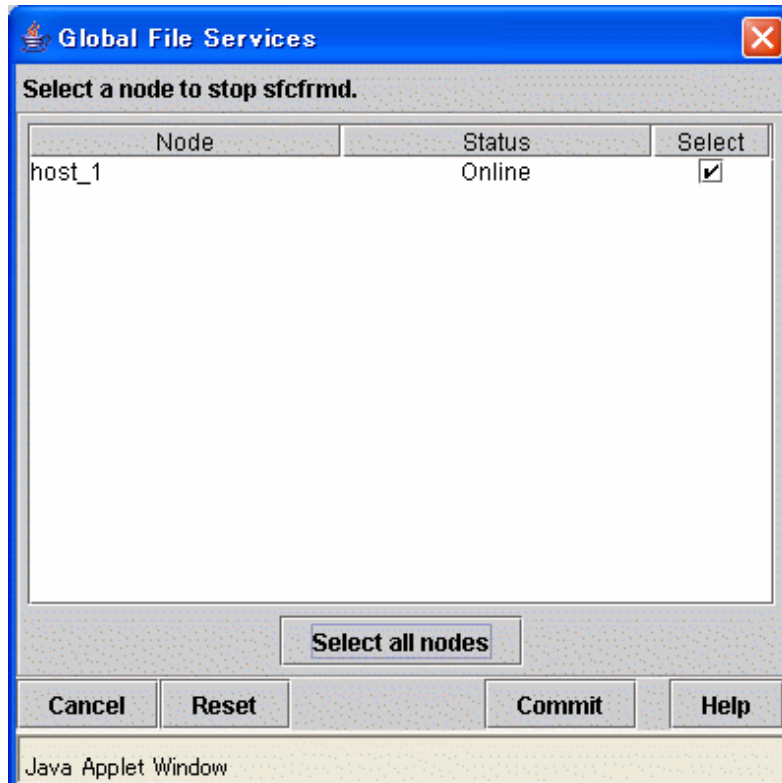 Global File Services
Select a node to stop sfcfrmd.
Node Status Select
host_1 Online
Select all nodes
Cancel Reset Commit Help
Java Applet Window